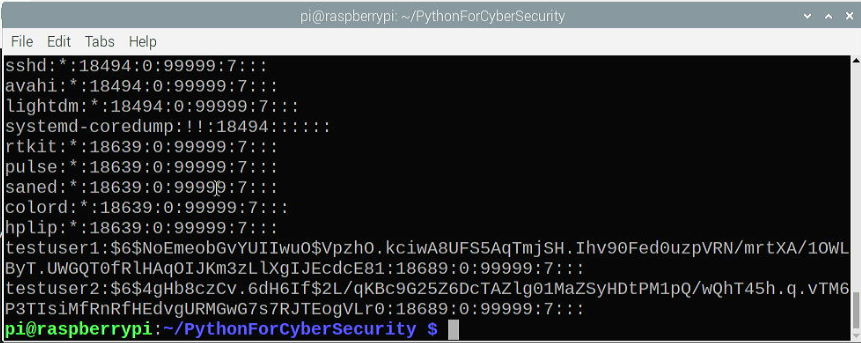 pi@raspberrypi: ~/PythonForCyberSecurity
File Edit Tabs Help
sshd:*:18494:0:99999:7:::
avahi:*:18494:0:99999:7:::
lightdm:*:18494:0:99999:7:::
systemd-coredump:!!:18494::::::
rtkit:*:18639:0:99999:7:::
pulse:*:18639:0:99999:7:::
saned:*:18639:0:99999:7:::
colord:*:18639:0:99999:7:::
hplip:*:18639:0:99999:7:::
testuser1:$6$NoEmeobGvYUIIwuO$VpzhO.kciwA8UFS5AqTmjSH.Ihv90Fed0uzpVRN/mrtXA/1OWL
ByT.UWGQT0fRlHAqOIJKm3zLlXgIJEcdcE81:18689:0:99999:7:::
testuser2:$6$4gHb8czCv.6dH6If$2L/qKBc9G25Z6DcTAZlg01MaZSyHDtPM1pQ/wQhT45h.q.vTM6
P3TIsiMfRnRfHEdvgURMGwG7s7RJTEogVLr0:18689:0:99999:7:::
pi@raspberrypi:~/PythonForCyberSecurity $